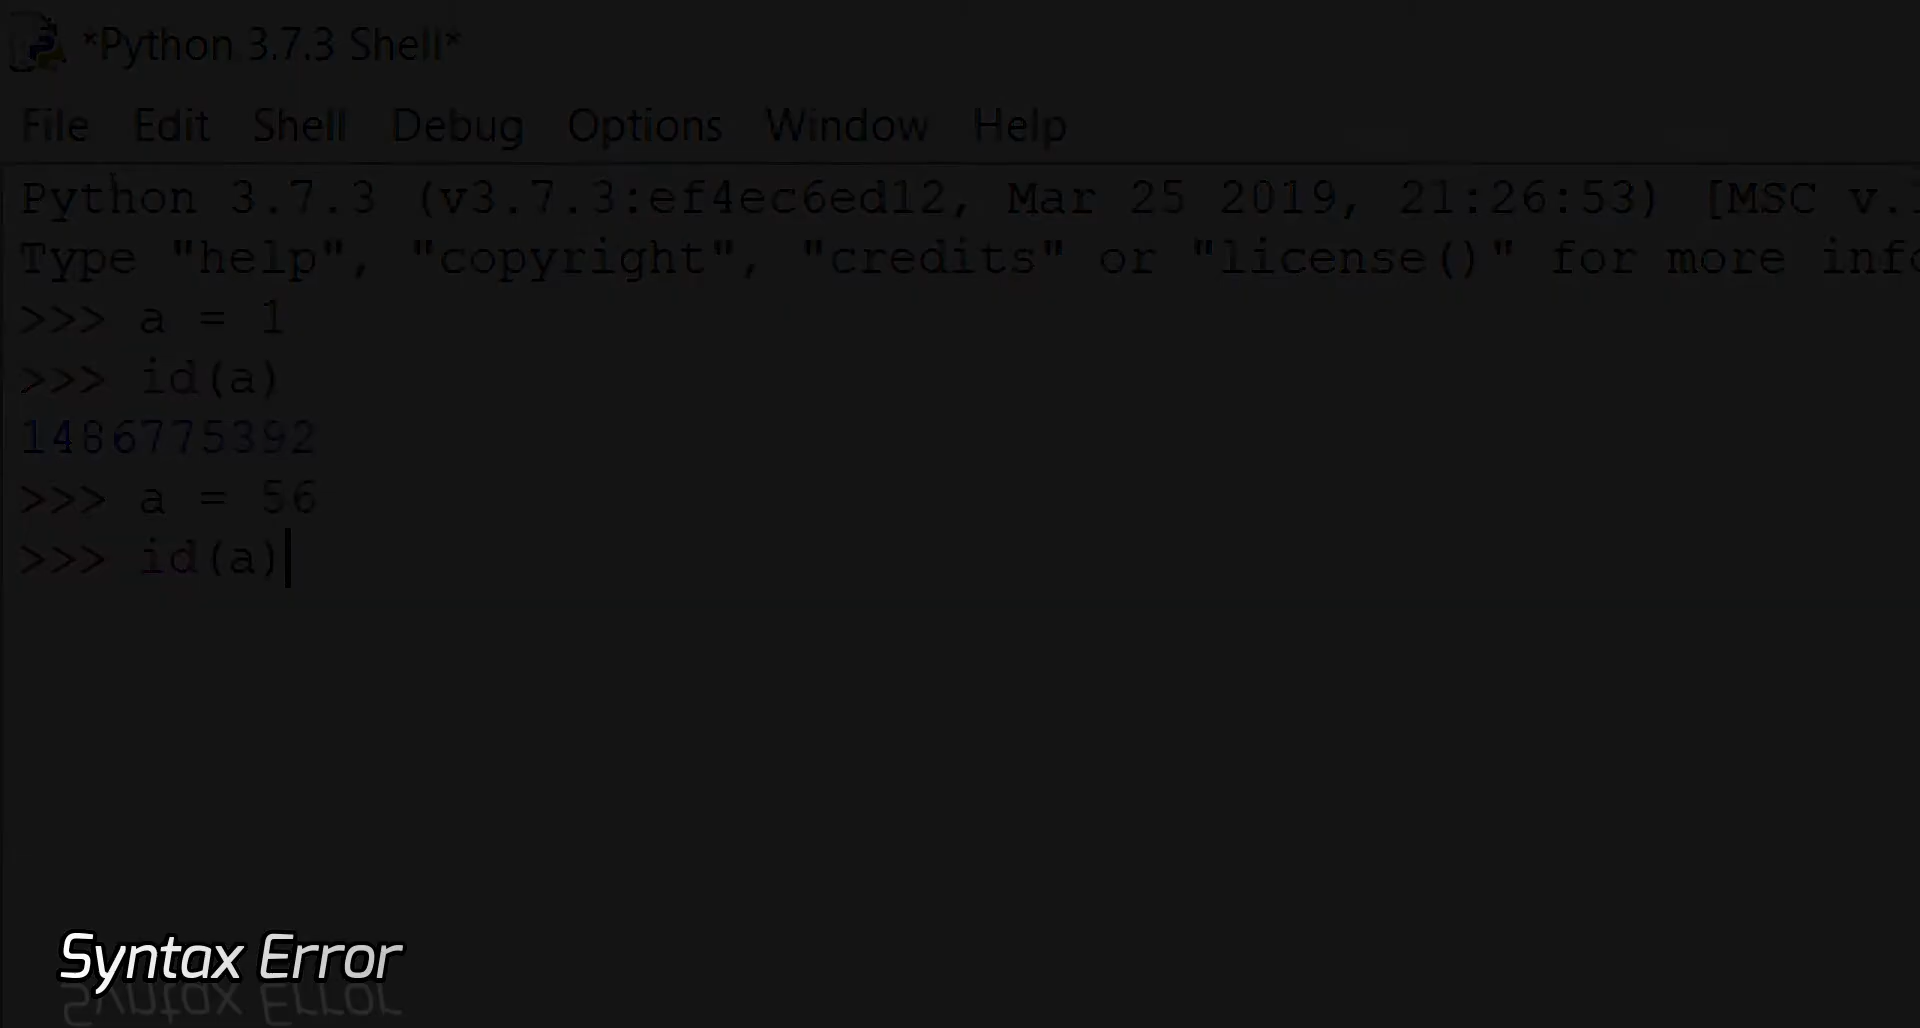 *Python 3.7.3 Shell*
File Edit Shell Debug Options Window Help
Python 3.7.3 (v3.7.3:ef4ec6ed12, Mar 25 2019, 21:26:53) [MSC v.
Type "help", "copyright", "credits" or "license()" for more info
>>> a = 1
>>> id(a)
1486775392
>>> a = 56
>>> id(a)
Syntax Error